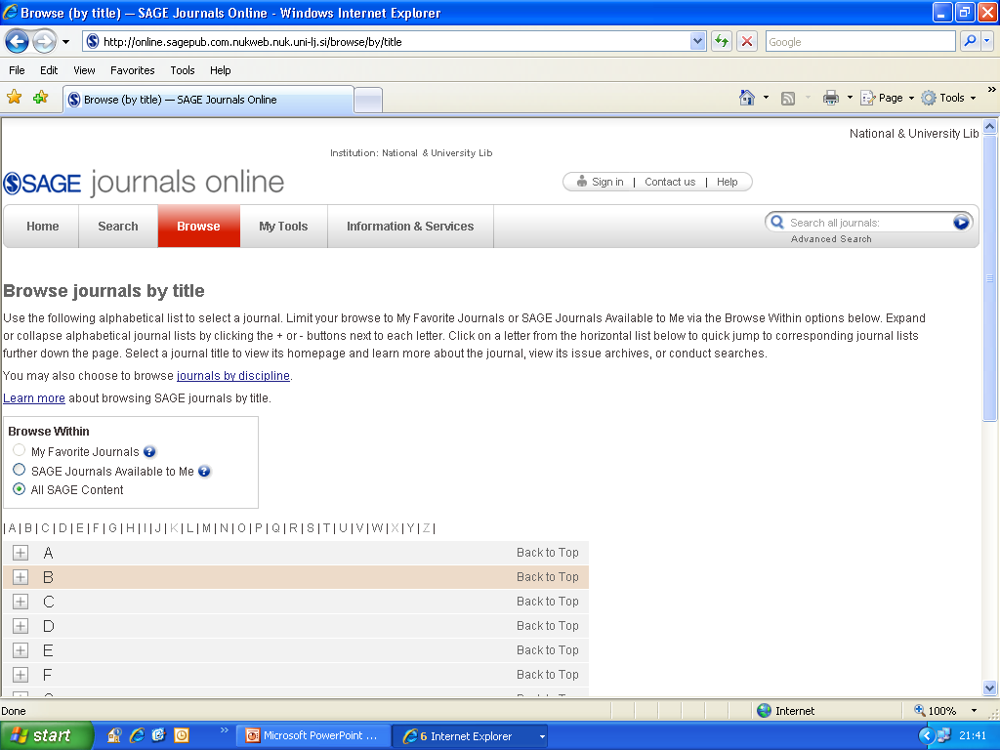 Browse (by title) — SAGE Journals Online - Windows Internet Explorer
http://online.sagepub.com.nukweb.nuk.uni-lj.si/browse/by/title
Google
File Edit View Favorites Tools Help
Browse (by title) — SAGE Journals Online
Page Tools »
National & University Lib
Institution: National & University Lib
SAGE journals online
Sign in | Contact us | Help
Home Search Browse My Tools Information & Services
Search all journals:
Advanced Search
Browse journals by title
Use the following alphabetical list to select a journal. Limit your browse to My Favorite Journals or SAGE Journals Available to Me via the Browse Within options below. Expand
or collapse alphabetical journal lists by clicking the + or - buttons next to each letter. Click on a letter from the horizontal list below to quick jump to corresponding journal lists
further down the page. Select a journal title to view its homepage and learn more about the journal, view its issue archives, or conduct searches.
You may also choose to browse journals by discipline.
Learn more about browsing SAGE journals by title.
Browse Within
My Favorite Journals ?
SAGE Journals Available to Me ?
All SAGE Content
| A | B | C | D | E | F | G | H | I | J | K | L | M | N | O | P | Q | R | S | T | U | V | W | X | Y | Z |
+ A Back to Top
+ B Back to Top
+ C Back to Top
+ D Back to Top
+ E Back to Top
+ F Back to Top
Done Internet 100%
start » Microsoft PowerPoint ... 6 Internet Explorer 21:41